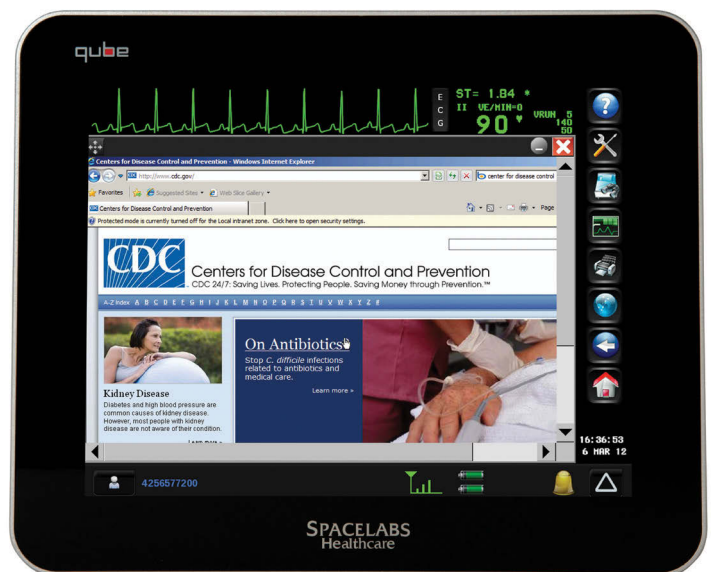 qube
E
C
G
ST= 1.84 *
II VE/MIN=0
90
VRUN 5
140
50
Centers for Disease Control and Prevention - Windows Internet Explorer
http://www.cdc.gov/
center for disease control
Favorites
Suggested Sites
Web Slice Gallery
Centers for Disease Control and Prevention
Page
Protected mode is currently turned off for the Local intranet zone. Click here to open security settings.
CDC
Centers for Disease Control and Prevention
CDC 24/7: Saving Lives. Protecting People. Saving Money through Prevention.™
A-Z Index A B C D E F G H I J K L M N O P Q R S T U V W X Y Z #
On Antibiotics
Stop C. difficile infections
related to antibiotics and
medical care.
Learn more »
Kidney Disease
Diabetes and high blood pressure are
common causes of kidney disease.
However, most people with kidney
disease are not aware of their condition.
16:36:53
6 MAR 12
4256577200
SPACELABS
Healthcare